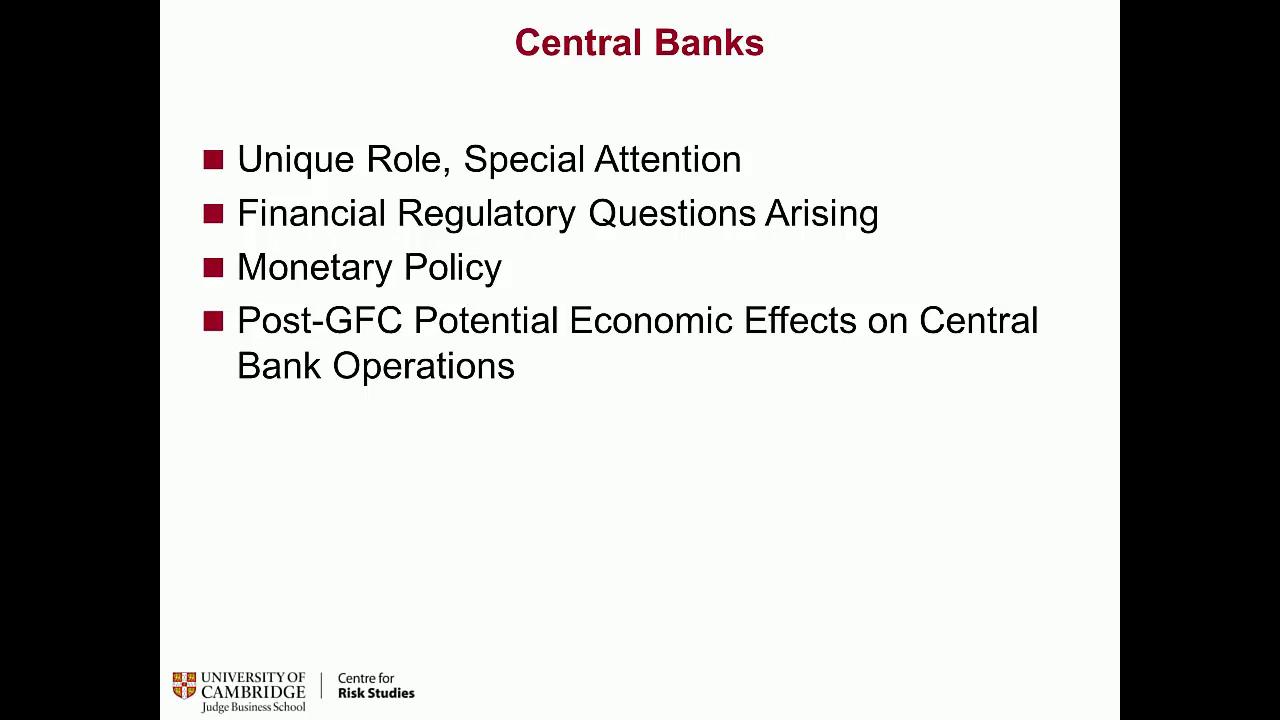 Central Banks
Unique Role, Special Attention
Financial Regulatory Questions Arising
Monetary Policy
Post-GFC Potential Economic Effects on Central
Bank Operations
UNIVERSITY OF
CAMBRIDGE
Judge Business School
Centre for
Risk Studies